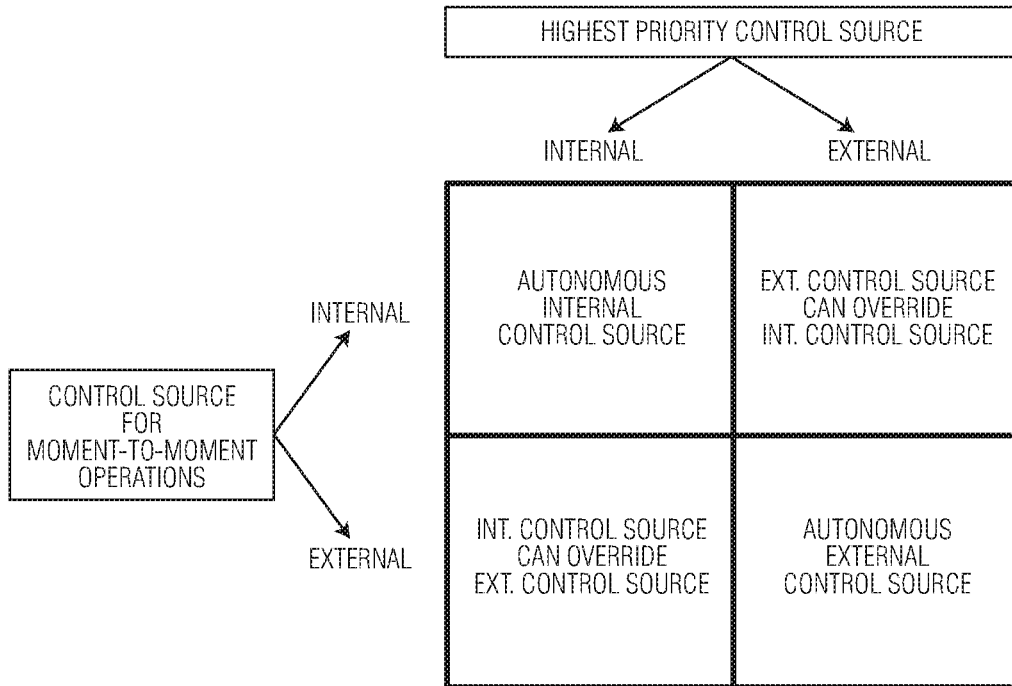 HIGHEST PRIORITY CONTROL SOURCE
INTERNAL
EXTERNAL
INTERNAL
AUTONOMOUS
INTERNAL
CONTROL SOURCE
EXT. CONTROL SOURCE
CAN OVERRIDE
INT. CONTROL SOURCE
CONTROL SOURCE
FOR
MOMENT-TO-MOMENT
OPERATIONS
EXTERNAL
INT. CONTROL SOURCE
CAN OVERRIDE
EXT. CONTROL SOURCE
AUTONOMOUS
EXTERNAL
CONTROL SOURCE